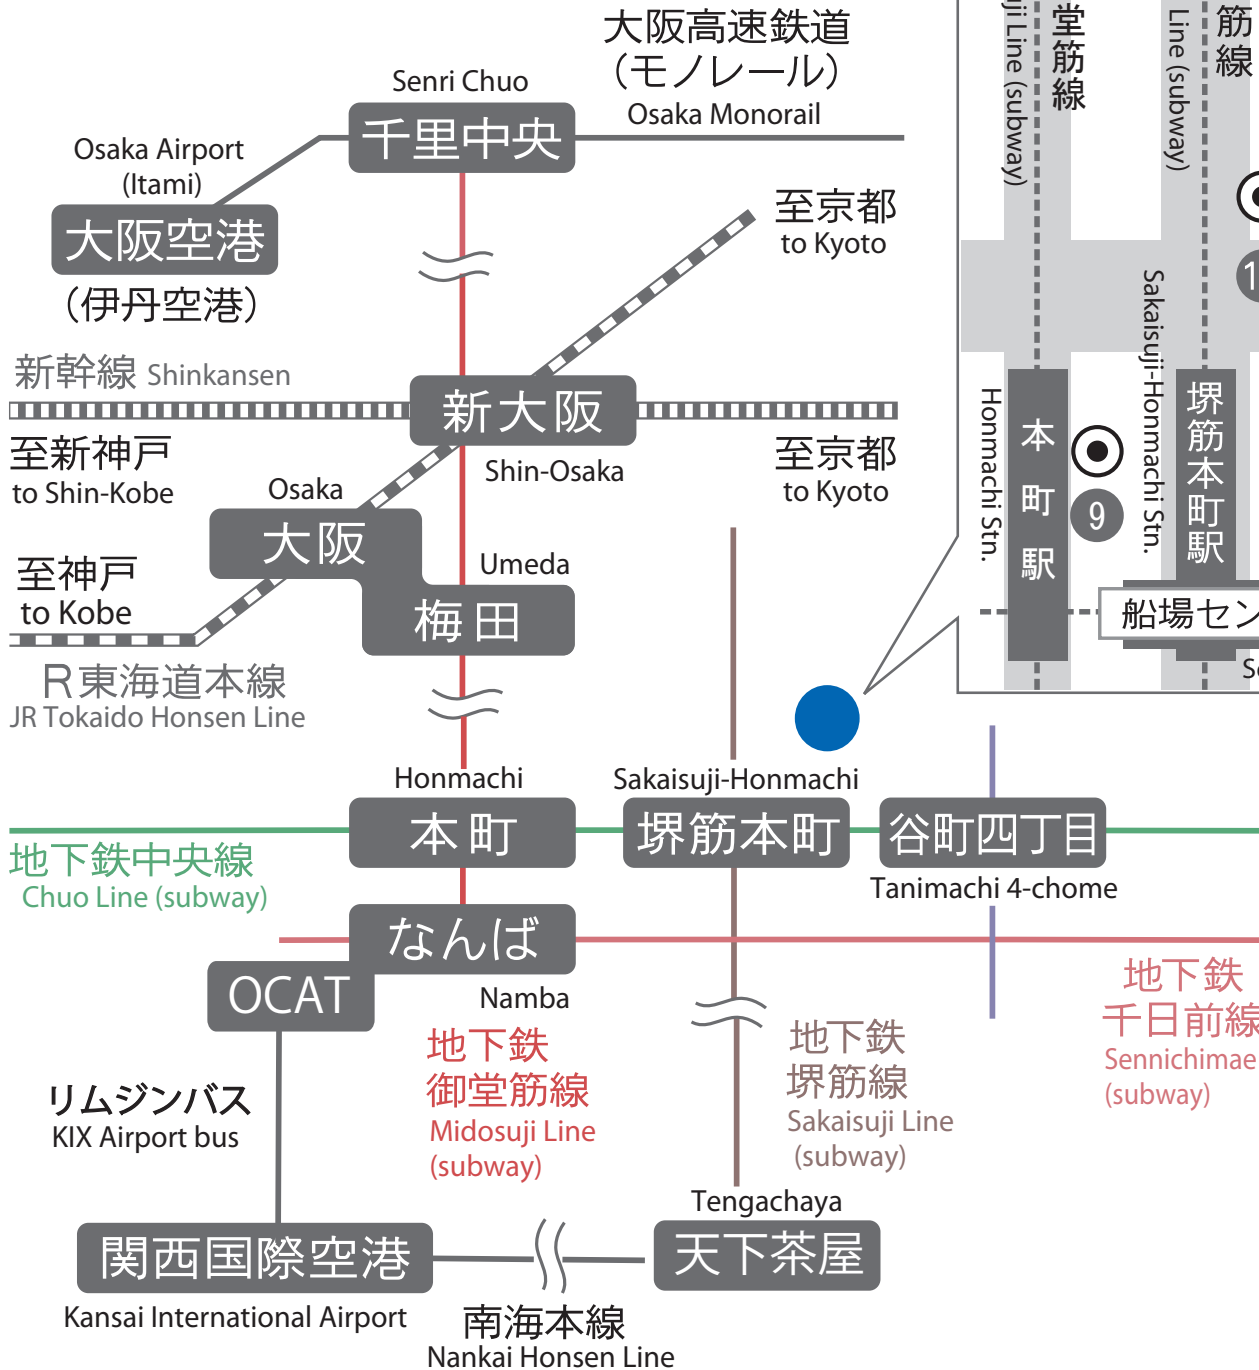 大阪高速鉄道
（モノレール）
Osaka Monorail
Senri Chuo
千里中央
Osaka Airport
(Itami)
大阪空港
（伊丹空港）
至京都
to Kyoto
新幹線 Shinkansen
新大阪
Shin-Osaka
至新神戸
to Shin-Kobe
至京都
to Kyoto
Osaka
大阪
Umeda
梅田
至神戸
to Kobe
R東海道本線
JR Tokaido Honsen Line
Honmachi
本町
Sakaisuji-Honmachi
堺筋本町
谷町四丁目
Tanimachi 4-chome
地下鉄中央線
Chuo Line (subway)
なんば
Namba
OCAT
地下鉄
御堂筋線
Midosuji Line
(subway)
地下鉄
堺筋線
Sakaisuji Line
(subway)
地下鉄
千日前線
Sennichimae
(subway)
リムジンバス
KIX Airport bus
Tengachaya
天下茶屋
関西国際空港
Kansai International Airport
南海本線
Nankai Honsen Line
ji Line (subway)
堂筋線
Line (subway)
筋線
1
Honmachi Stn.
本町駅
9
Sakaisuji-Honmachi Stn.
堺筋本町駅
船場セン